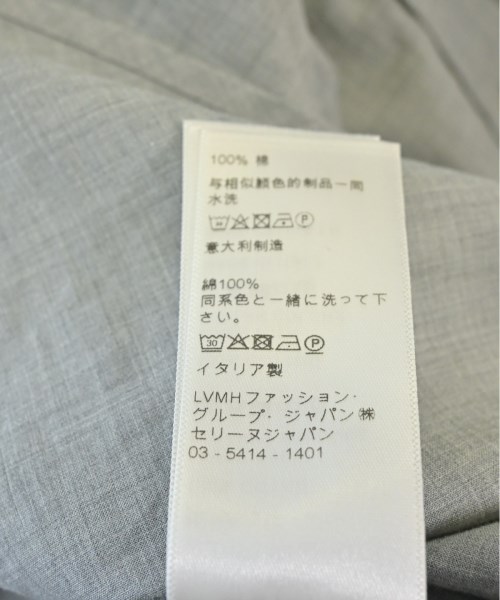 100% 棉
与相似颜色的制品一同
水洗
意大利制造
綿100%
同系色と一緒に洗って下
さい。
30 P
イタリア製
LVMHファッション・
グループ・ジャパン㈱
セリーヌジャパン
03 - 5414 - 1401